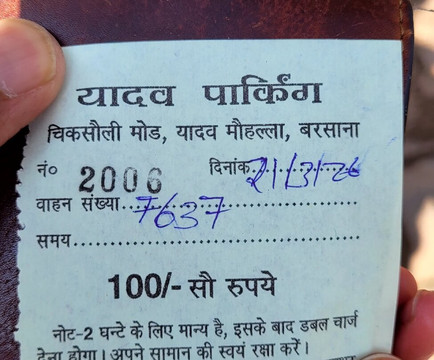 यादव पार्किंग
चिकसौली मोड, यादव मौहल्ला, बरसाना
नं० 2006 दिनांक 21/3/26
वाहन संख्या 7637
समय
100/- सौ रुपये
नोट-2 घन्टे के लिए मान्य है, इसके बाद डबल चार्ज
देना होगा। अपने सामान की स्वयं रक्षा करें।